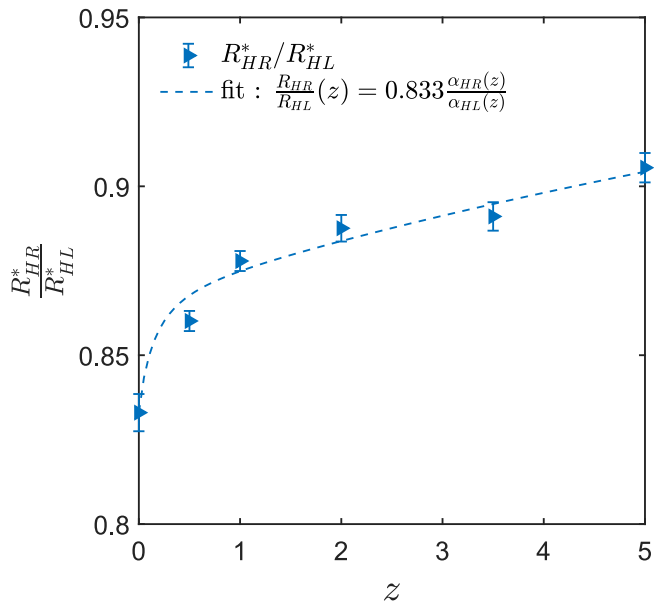 0.95
R*HR/R*HL
fit : RHR/RHL(z) = 0.833 αHR(z)/αHL(z)
0.9
R*HR/R*HL
0.85
0.8
0 1 2 3 4 5
z